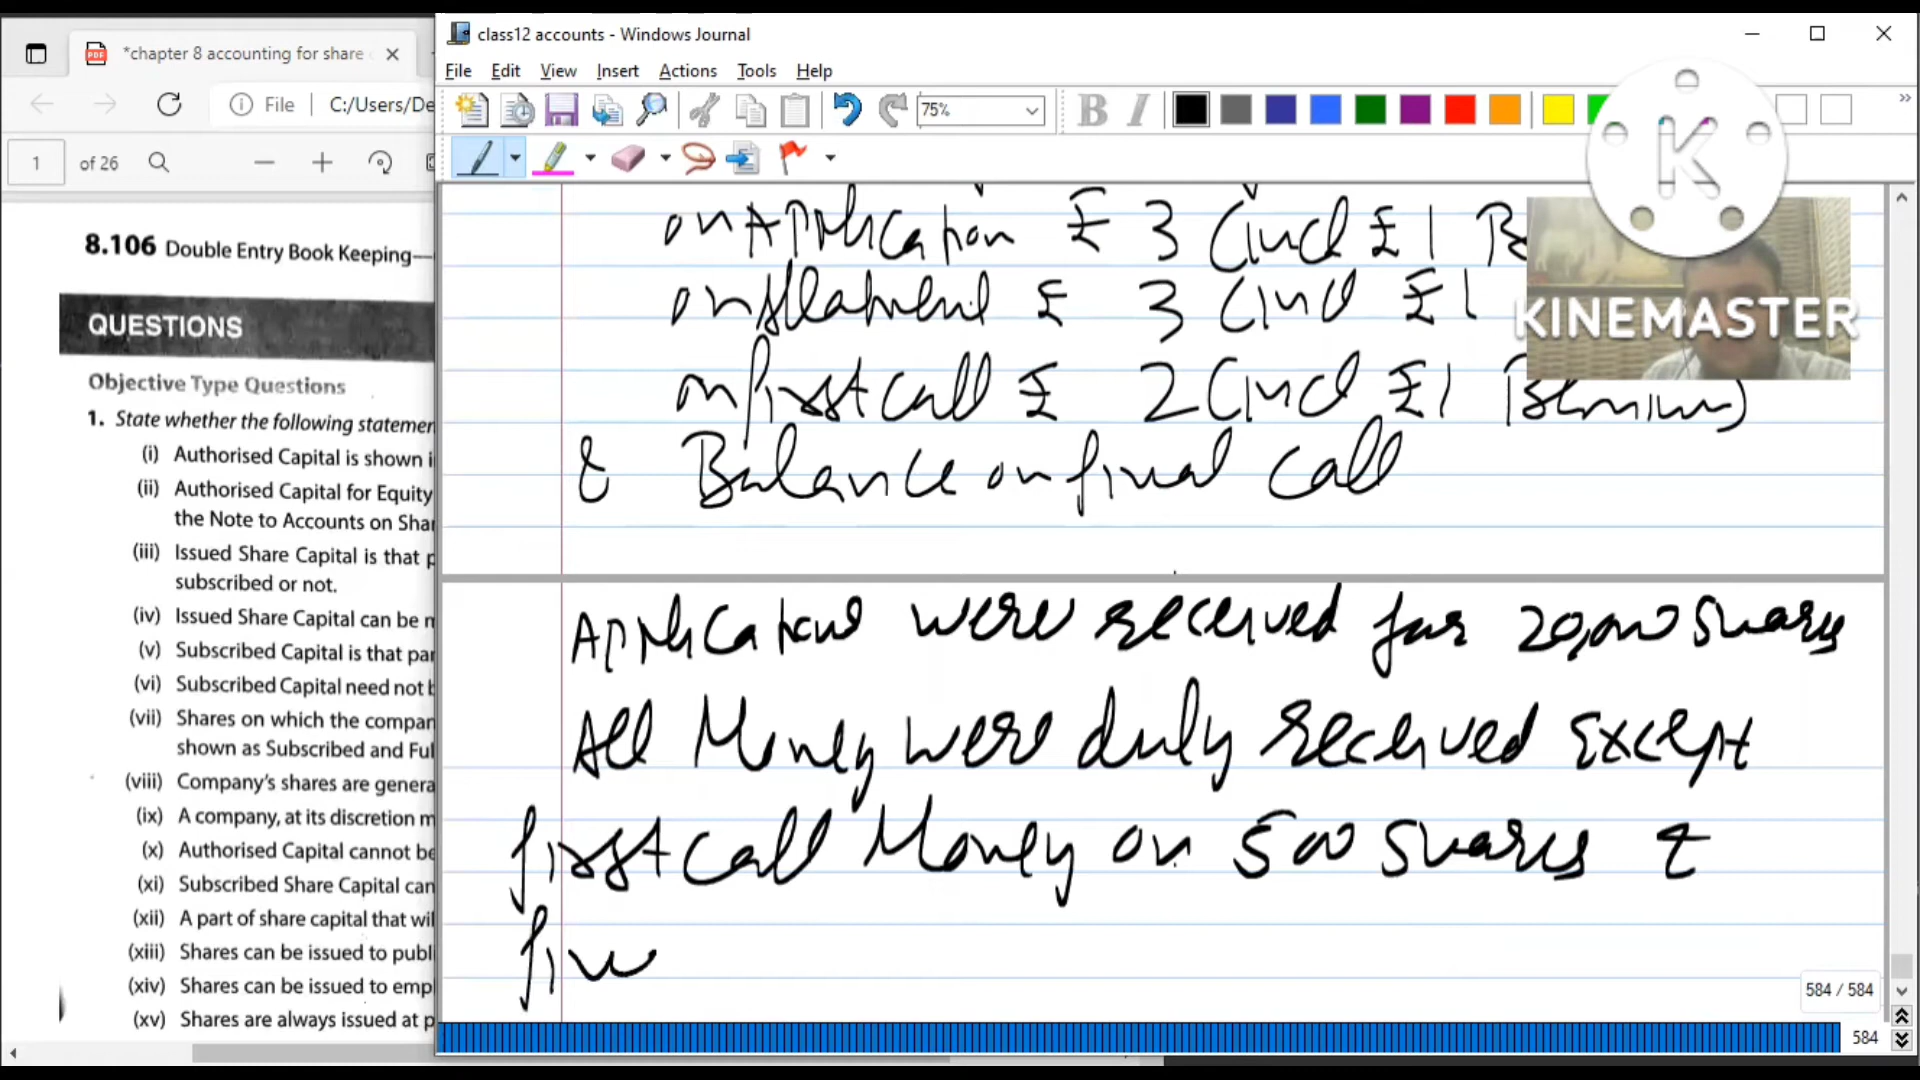 *chapter 8 accounting for share
File
C:/Users/De
1 of 26
8.106 Double Entry Book Keeping—
QUESTIONS
Objective Type Questions
1. State whether the following statemen
(i) Authorised Capital is shown i
(ii) Authorised Capital for Equity
the Note to Accounts on Shar
(iii) Issued Share Capital is that p
subscribed or not.
(iv) Issued Share Capital can be m
(v) Subscribed Capital is that par
(vi) Subscribed Capital need not b
(vii) Shares on which the compan
shown as Subscribed and Ful
(viii) Company's shares are genera
(ix) A company, at its discretion m
(x) Authorised Capital cannot be
(xi) Subscribed Share Capital can
(xii) A part of share capital that wil
(xiii) Shares can be issued to publi
(xiv) Shares can be issued to emp
(xv) Shares are always issued at p
class12 accounts - Windows Journal
File Edit View Insert Actions Tools Help
75%
B I
on Application £ 3 (incl £1
on Allotment £ 3 (incl £1
on first call £ 2 (incl £1 Premium)
& Balance on final call
Applications were received for 20,000 shares
All Money were duly received except
first call Money on 500 shares &
fin
584 / 584
584
K
KINEMASTER